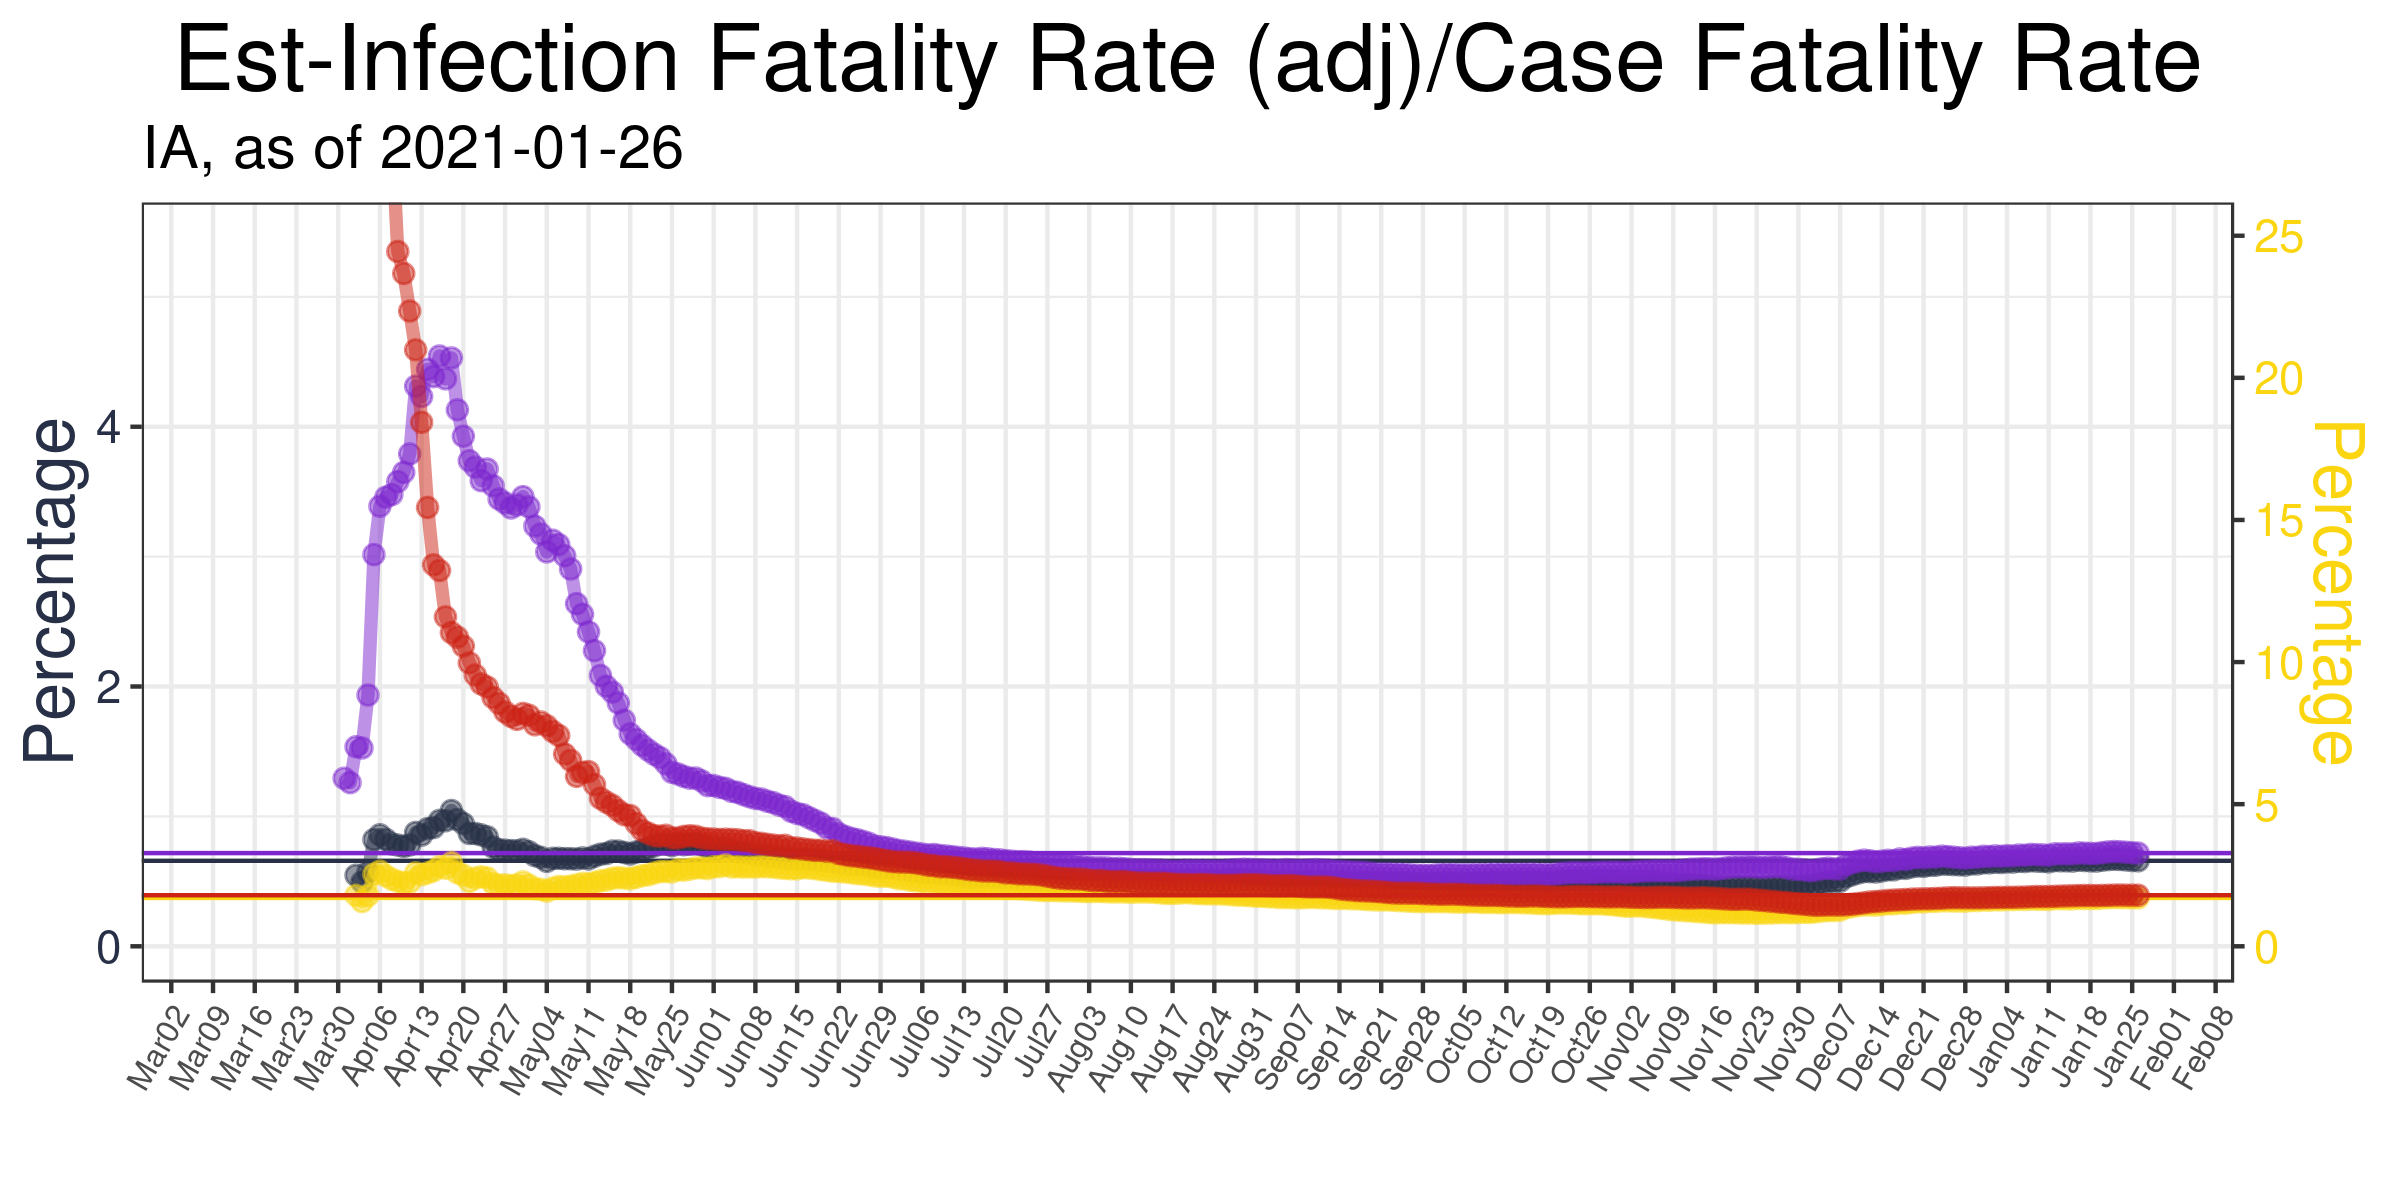 Est-Infection Fatality Rate (adj)/Case Fatality Rate
IA, as of 2021-01-26
Percentage
4
2
0
25
20
15
10
5
0
Percentage
Mar02
Mar09
Mar16
Mar23
Mar30
Apr06
Apr13
Apr20
Apr27
May04
May11
May18
May25
Jun01
Jun08
Jun15
Jun22
Jun29
Jul06
Jul13
Jul20
Jul27
Aug03
Aug10
Aug17
Aug24
Aug31
Sep07
Sep14
Sep21
Sep28
Oct05
Oct12
Oct19
Oct26
Nov02
Nov09
Nov16
Nov23
Nov30
Dec07
Dec14
Dec21
Dec28
Jan04
Jan11
Jan18
Jan25
Feb01
Feb08